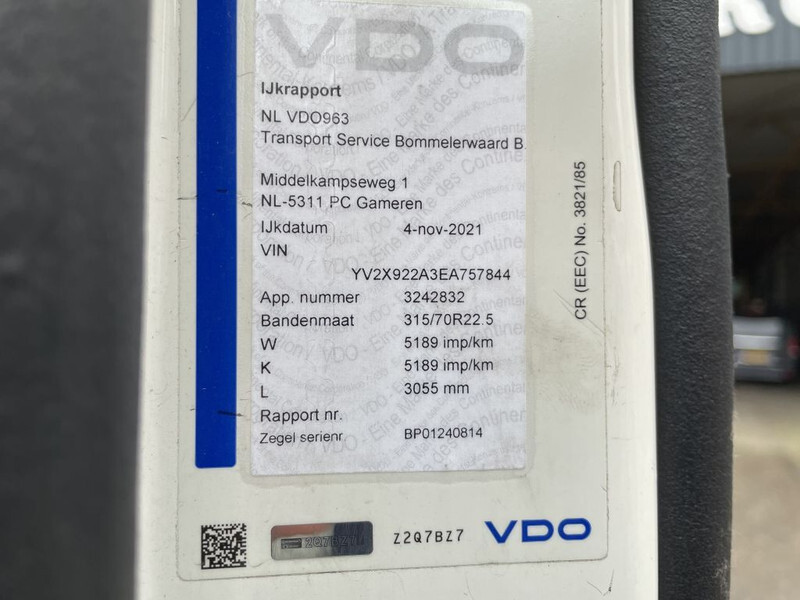 VDO
IJkrapport
NL VDO963
Transport Service Bommelerwaard B
Middelkampseweg 1
NL-5311 PC Gameren
IJkdatum 4-nov-2021
VIN
YV2X922A3EA757844
App. nummer 3242832
Bandenmaat 315/70R22.5
W 5189 imp/km
K 5189 imp/km
L 3055 mm
Rapport nr.
Zegel serienr BP01240814
CR (EEC) No. 3821/85
Z2Q7BZ7
Z2Q7BZ7 VDO